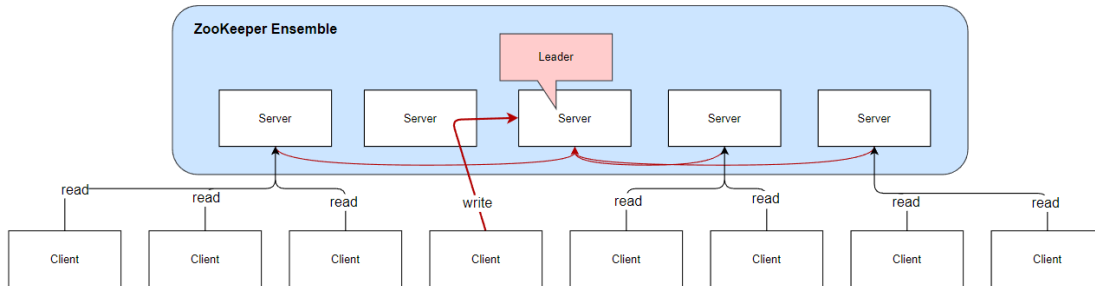 ZooKeeper Ensemble
Leader
Server
Server
Server
Server
Server
read
read
read
write
read
read
read
read
Client
Client
Client
Client
Client
Client
Client
Client